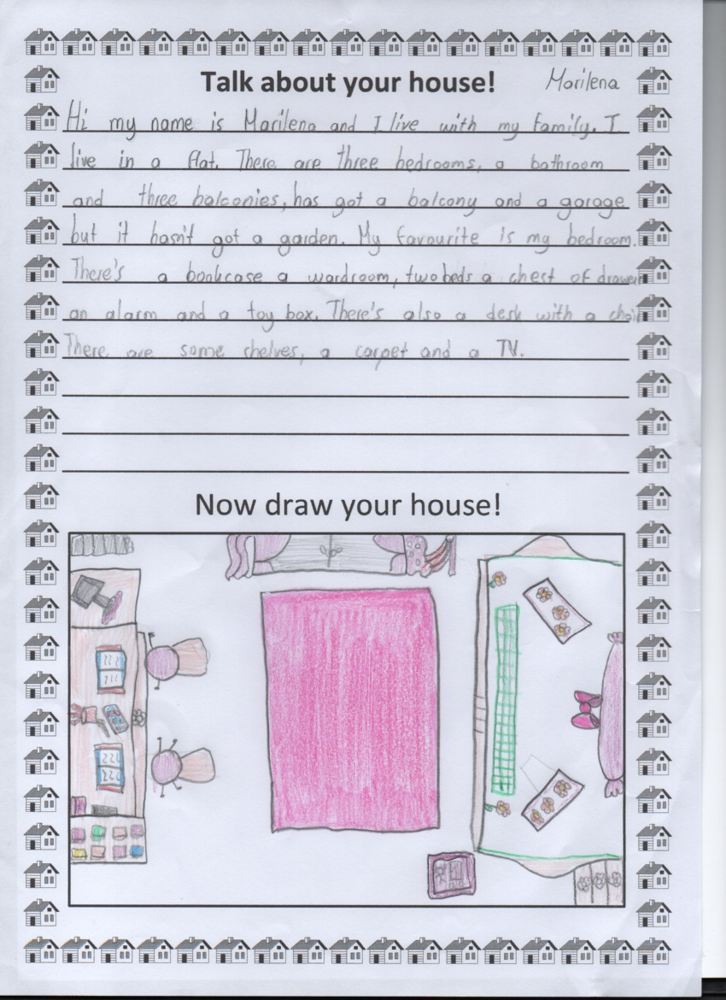 Talk about your house!
Marilena
Hi my name is Marilena and I live with my family. I
live in a flat. There are three bedrooms, a bathroom
and three balconies, has got a balcony and a garage
but it hasn't got a garden. My favourite is my bedroom.
There's a bookcase a wardroom, two beds a chest of drawer
an alarm and a toy box. There's also a desk with a chair
There are some shelves, a carpet and a TV.
Now draw your house!